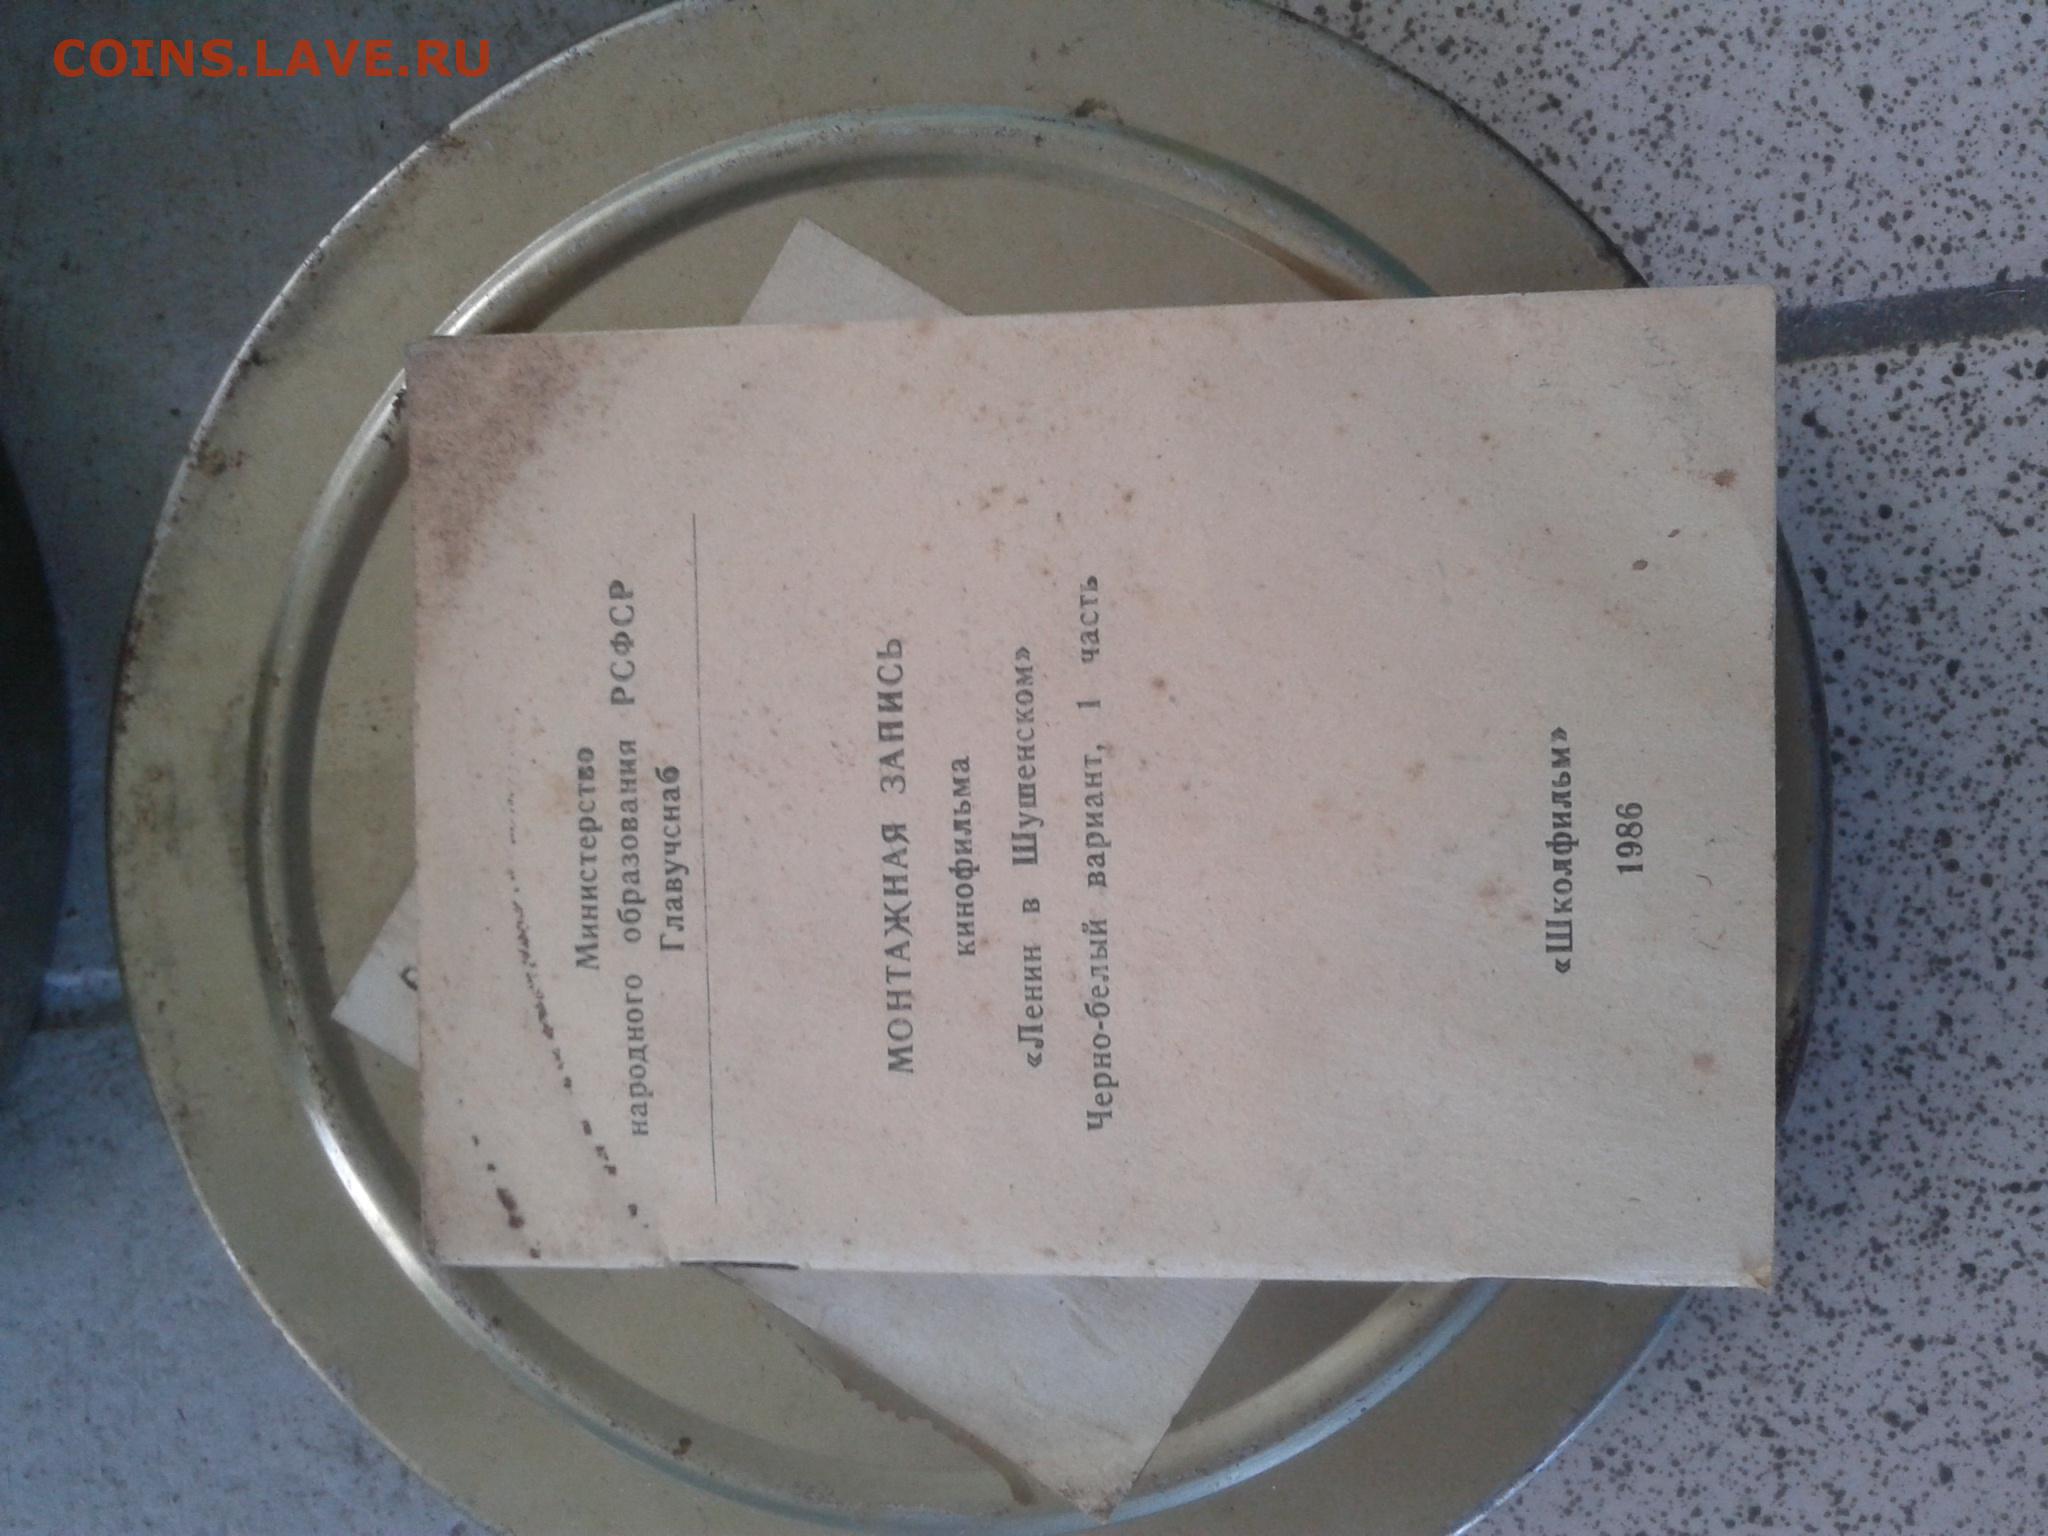 COINS.LAVE.RU
Министерство
народного образования РСФСР
Главучснаб
МОНТАЖНАЯ ЗАПИСЬ
кинофильма
«Ленин в Шушенском»
Черно-белый вариант, 1 часть
«Школфильм»
1986